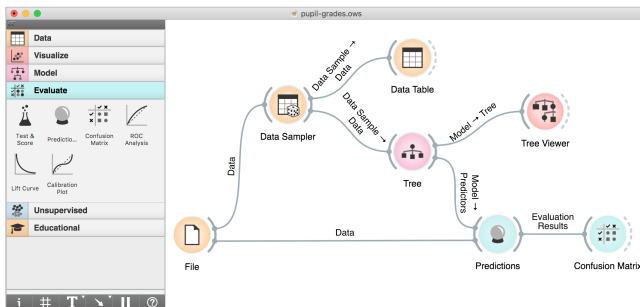 pupil-grades.ows
Data
Visualize
Model
Evaluate
Test &
Score
Predictio...
Confusion
Matrix
ROC
Analysis
Lift Curve
Calibration
Plot
Unsupervised
Educational
i # T ?
File
Data
Data Sampler
Data Sample →
Data
Data Table
Data Sample →
Data
Tree
Model → Tree
Tree Viewer
Model →
Predictors
Data
Predictions
Evaluation
Results
Confusion Matrix